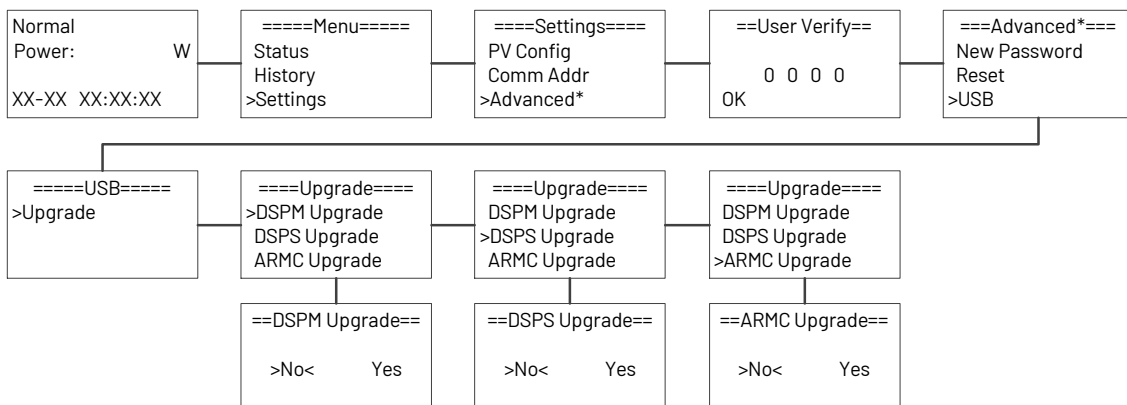 Normal
Power: W
XX-XX XX:XX:XX
=====Menu=====
Status
History
>Settings
====Settings====
PV Config
Comm Addr
>Advanced*
==User Verify==
0 0 0 0
OK
===Advanced*===
New Password
Reset
>USB
=====USB=====
>Upgrade
====Upgrade====
>DSPM Upgrade
DSPS Upgrade
ARMC Upgrade
====Upgrade====
DSPM Upgrade
>DSPS Upgrade
ARMC Upgrade
====Upgrade====
DSPM Upgrade
DSPS Upgrade
>ARMC Upgrade
==DSPM Upgrade==
>No< Yes
==DSPS Upgrade==
>No< Yes
==ARMC Upgrade==
>No< Yes